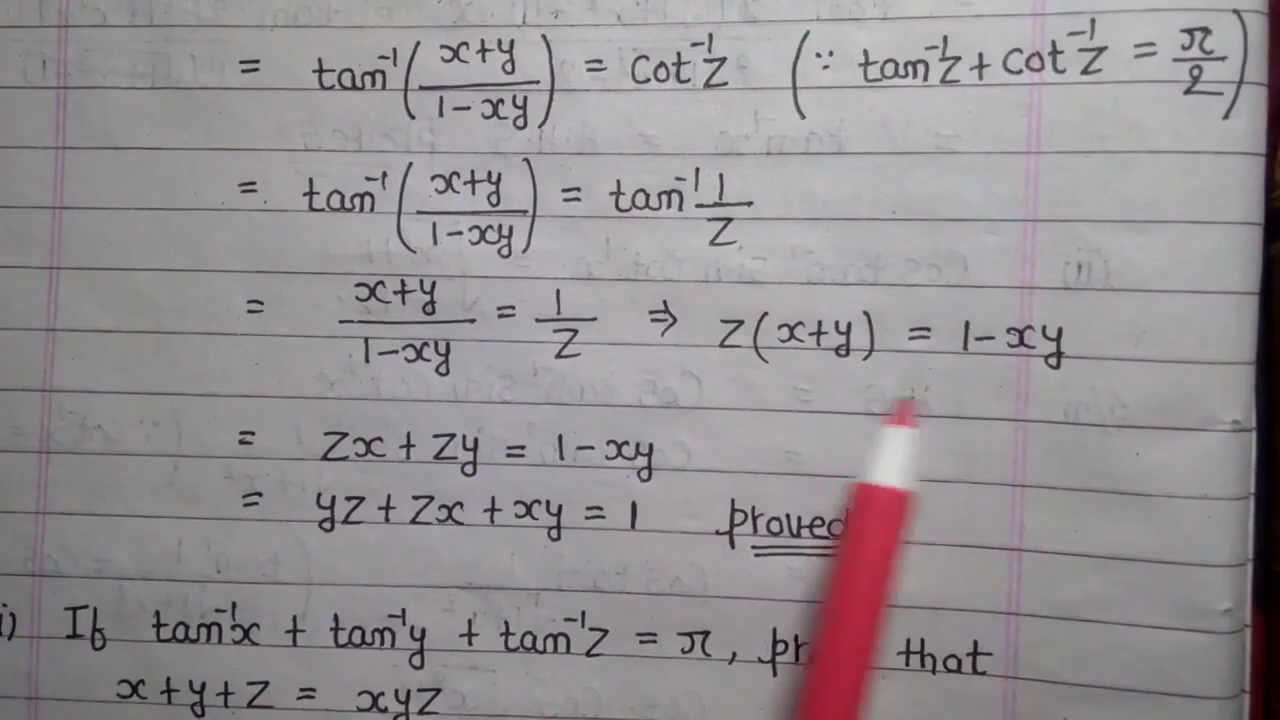 = tan⁻¹((x+y)/(1-xy)) = cot⁻¹z (∵ tan⁻¹z + cot⁻¹z = π/2)
= tan⁻¹((x+y)/(1-xy)) = tan⁻¹ 1/z
= (x+y)/(1-xy) = 1/z ⇒ z(x+y) = 1-xy
= zx + zy = 1-xy
= yz + zx + xy = 1 proved
i) If tan⁻¹x + tan⁻¹y + tan⁻¹z = π, that
x+y+z = xyz